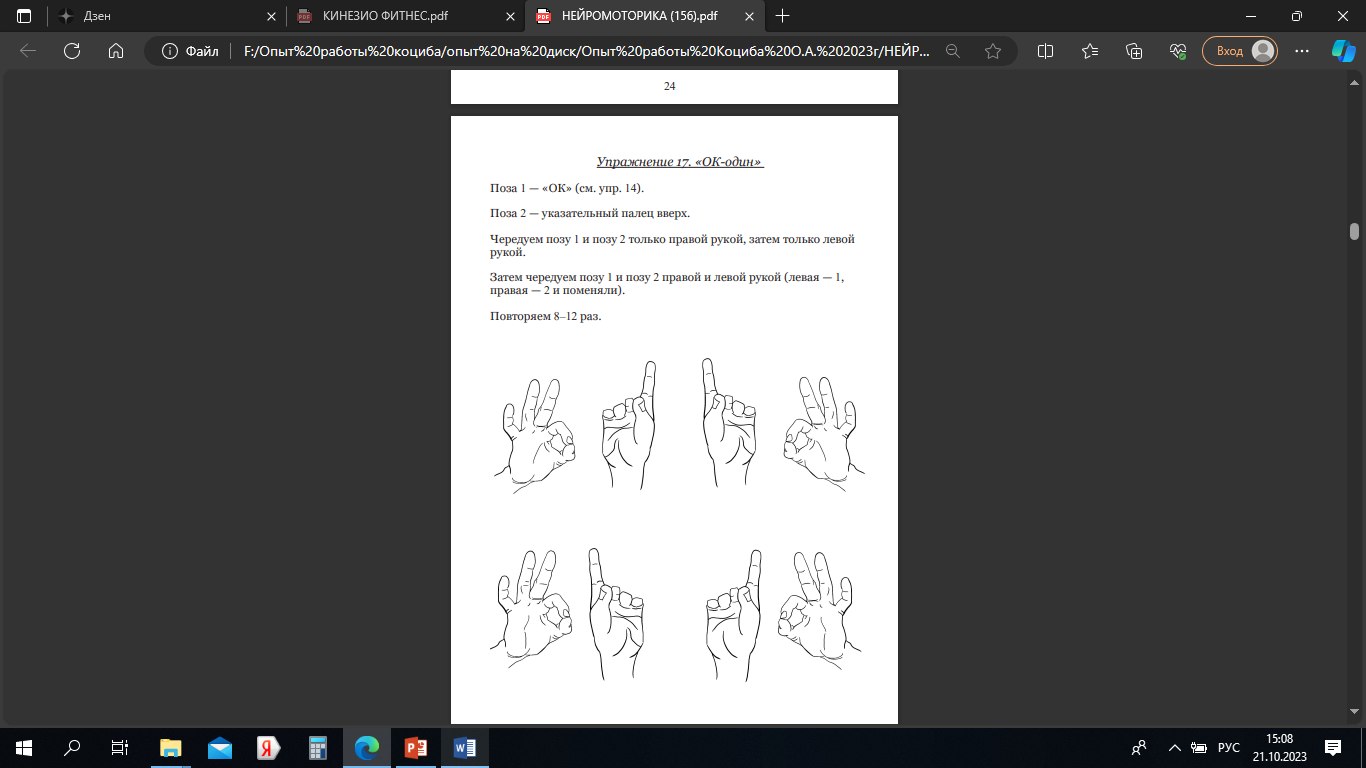 Дзен
КИНЕЗИО ФИТНЕС.pdf
НЕЙРОМОТОРИКА (156).pdf
Файл
F:/Опыт%20работы%20коциба/опыт%20на%20диск/Опыт%20работы%20Коциба%20О.А.%202023г/НЕЙР...
Вход
24
Упражнение 17. «ОК-один»
Поза 1 — «ОК» (см. упр. 14).
Поза 2 — указательный палец вверх.
Чередуем позу 1 и позу 2 только правой рукой, затем только левой
рукой.
Затем чередуем позу 1 и позу 2 правой и левой рукой (левая — 1,
правая — 2 и поменяли).
Повторяем 8–12 раз.
РУС
15:08
21.10.2023